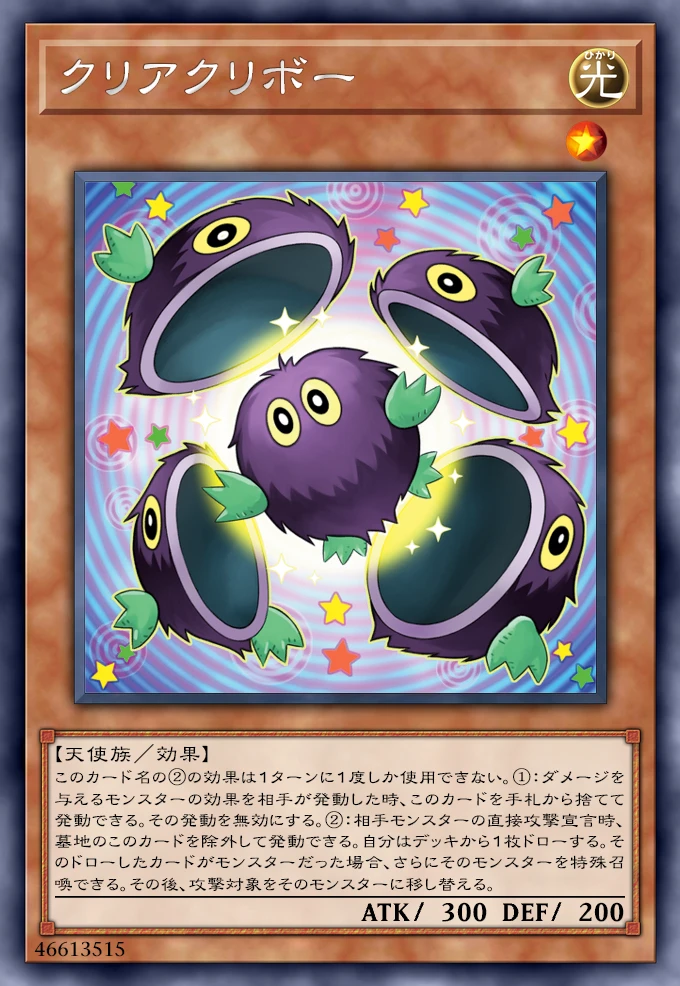 クリアクリボー
ひかり
光
【天使族／効果】
このカード名の②の効果は１ターンに１度しか使用できない。①：ダメージを
与えるモンスターの効果を相手が発動した時、このカードを手札から捨てて
発動できる。その発動を無効にする。②：相手モンスターの直接攻撃宣言時、
墓地のこのカードを除外して発動できる。自分はデッキから１枚ドローする。そ
のドローしたカードがモンスターだった場合、さらにそのモンスターを特殊召
喚できる。その後、攻撃対象をそのモンスターに移し替える。
ATK/ 300 DEF/ 200
46613515